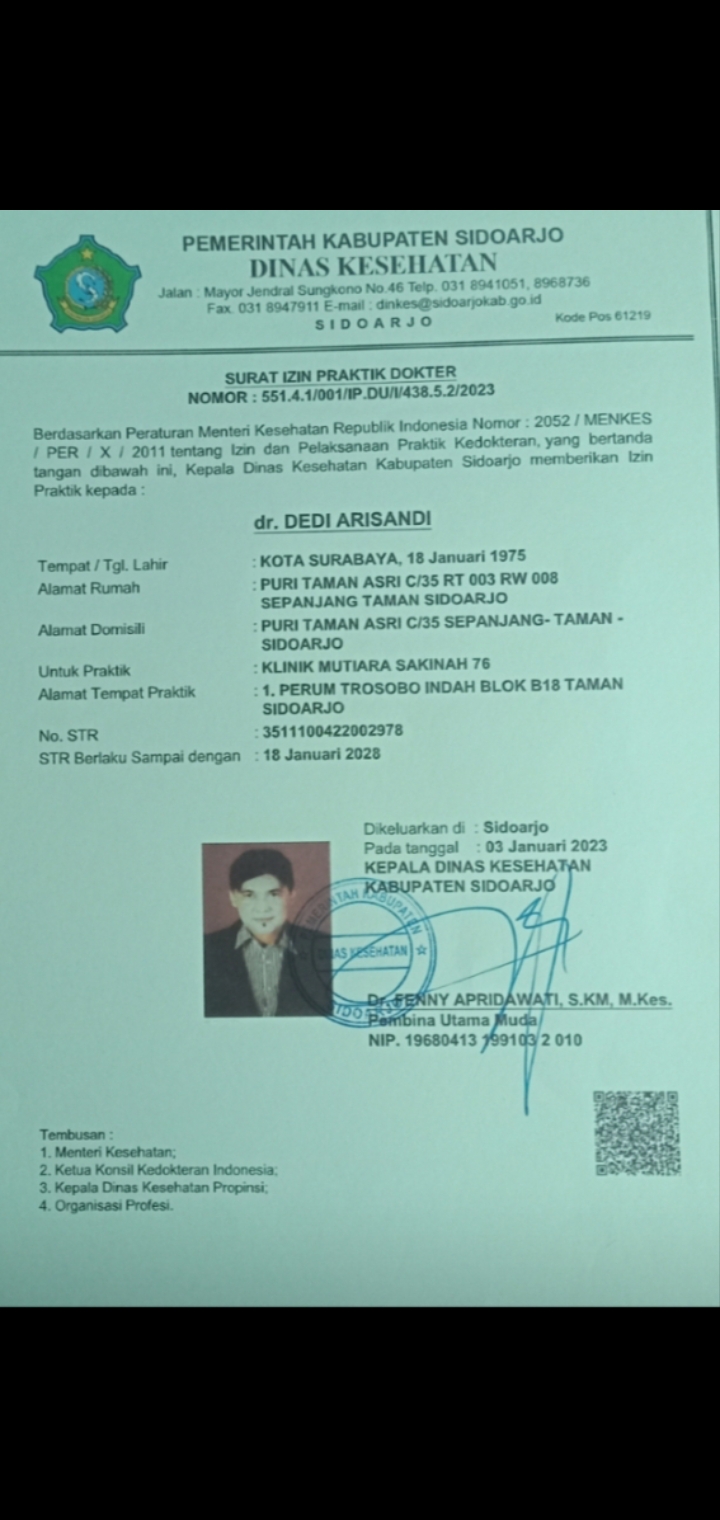 PEMERINTAH KABUPATEN SIDOARJO
DINAS KESEHATAN
Jalan : Mayor Jendral Sungkono No.46 Telp. 031 8941051, 8968736
Fax. 031 8947911 E-mail : dinkes@sidoarjokab.go.id
SIDOARJO
Kode Pos 61219
SURAT IZIN PRAKTIK DOKTER
NOMOR : 551.4.1/001/IP.DU/I/438.5.2/2023
Berdasarkan Peraturan Menteri Kesehatan Republik Indonesia Nomor : 2052 / MENKES
/ PER / X / 2011 tentang Izin dan Pelaksanaan Praktik Kedokteran, yang bertanda
tangan dibawah ini, Kepala Dinas Kesehatan Kabupaten Sidoarjo memberikan Izin
Praktik kepada :
dr. DEDI ARISANDI
Tempat / Tgl. Lahir : KOTA SURABAYA, 18 Januari 1975
Alamat Rumah : PURI TAMAN ASRI C/35 RT 003 RW 008
SEPANJANG TAMAN SIDOARJO
Alamat Domisili : PURI TAMAN ASRI C/35 SEPANJANG- TAMAN -
SIDOARJO
Untuk Praktik : KLINIK MUTIARA SAKINAH 76
Alamat Tempat Praktik : 1. PERUM TROSOBO INDAH BLOK B18 TAMAN
SIDOARJO
No. STR : 3511100422002978
STR Berlaku Sampai dengan : 18 Januari 2028
Dikeluarkan di : Sidoarjo
Pada tanggal : 03 Januari 2023
KEPALA DINAS KESEHATAN
KABUPATEN SIDOARJO
Dr. FENNY APRIDAWATI, S.KM, M.Kes.
Pembina Utama Muda
NIP. 19680413 199103 2 010
Tembusan :
1. Menteri Kesehatan;
2. Ketua Konsil Kedokteran Indonesia;
3. Kepala Dinas Kesehatan Propinsi;
4. Organisasi Profesi.